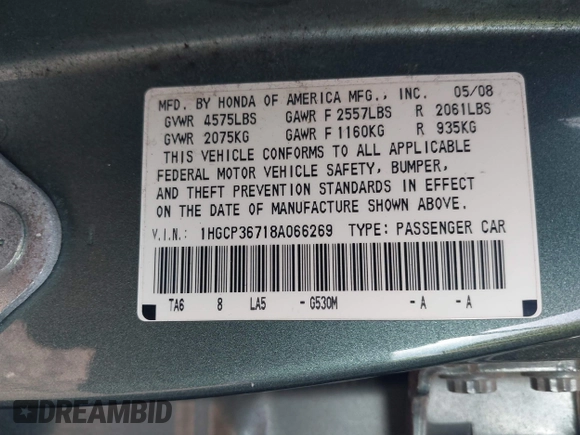 MFD. BY HONDA OF AMERICA MFG., INC. 05/08
GVWR 4575LBS GAWR F 2557LBS R 2061LBS
GVWR 2075KG GAWR F 1160KG R 935KG
THIS VEHICLE CONFORMS TO ALL APPLICABLE
FEDERAL MOTOR VEHICLE SAFETY, BUMPER,
AND THEFT PREVENTION STANDARDS IN EFFECT
ON THE DATE OF MANUFACTURE SHOWN ABOVE.
V.I.N.: 1HGCP36718A066269 TYPE: PASSENGER CAR
TA6 8 LA5 - G530M - A - A
DREAMBID